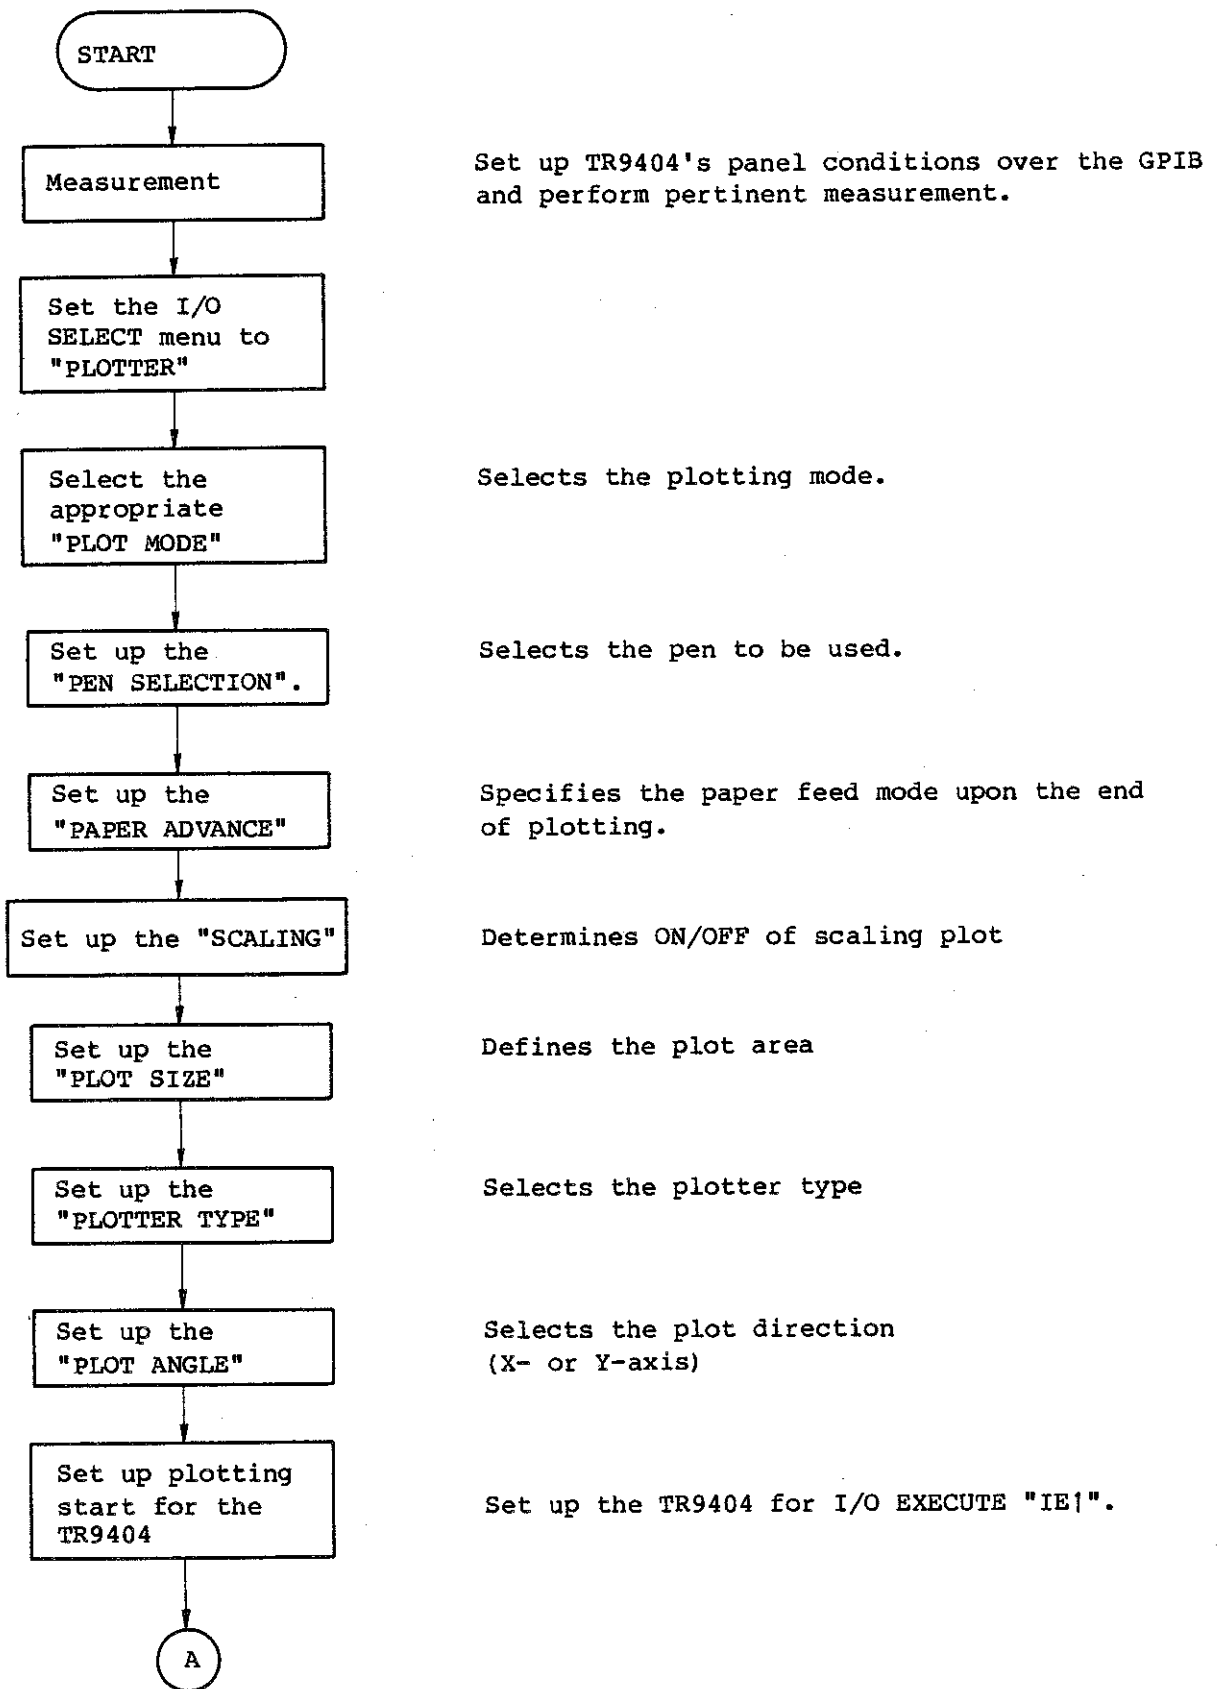 START
Measurement
Set up TR9404's panel conditions over the GPIB
and perform pertinent measurement.
Set the I/O
SELECT menu to
"PLOTTER"
Select the
appropriate
"PLOT MODE"
Selects the plotting mode.
Set up the
"PEN SELECTION".
Selects the pen to be used.
Set up the
"PAPER ADVANCE"
Specifies the paper feed mode upon the end
of plotting.
Set up the "SCALING"
Determines ON/OFF of scaling plot
Set up the
"PLOT SIZE"
Defines the plot area
Set up the
"PLOTTER TYPE"
Selects the plotter type
Set up the
"PLOT ANGLE"
Selects the plot direction
(X- or Y-axis)
Set up plotting
start for the
TR9404
Set up the TR9404 for I/O EXECUTE "IE1".
A